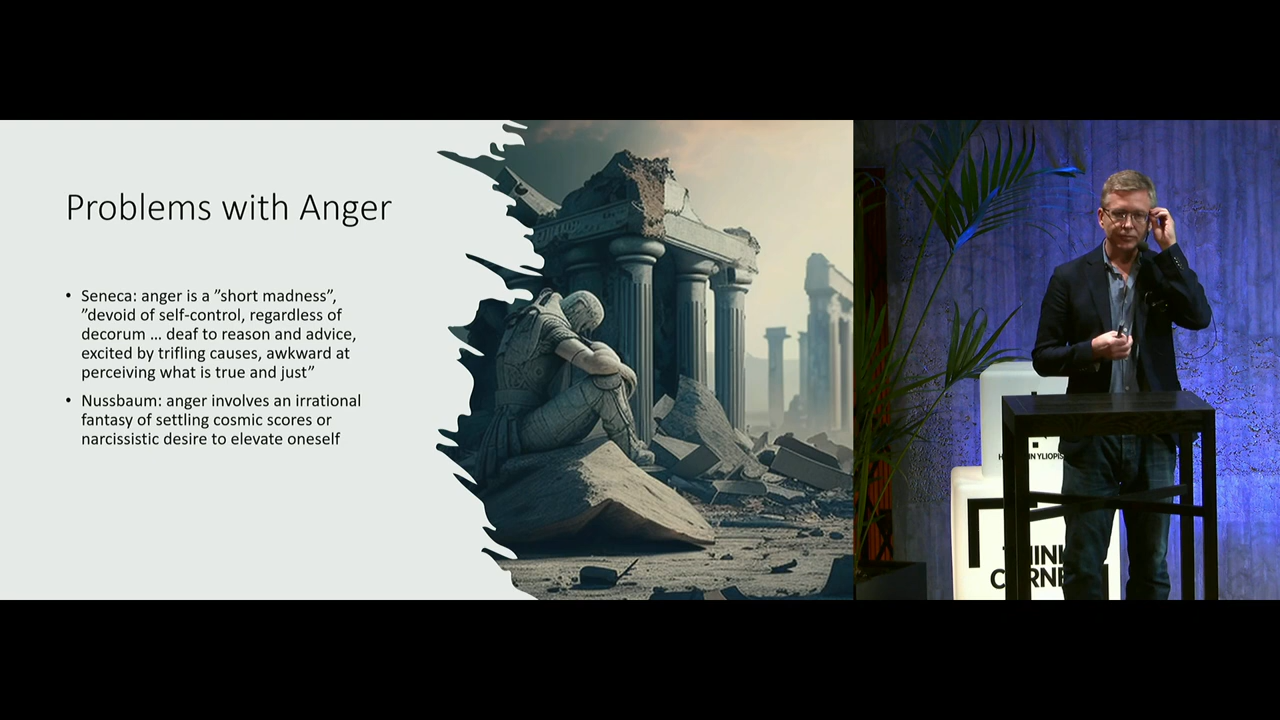 Problems with Anger
• Seneca: anger is a ”short madness”,
”devoid of self-control, regardless of
decorum ... deaf to reason and advice,
excited by trifling causes, awkward at
perceiving what is true and just”
• Nussbaum: anger involves an irrational
fantasy of settling cosmic scores or
narcissistic desire to elevate oneself